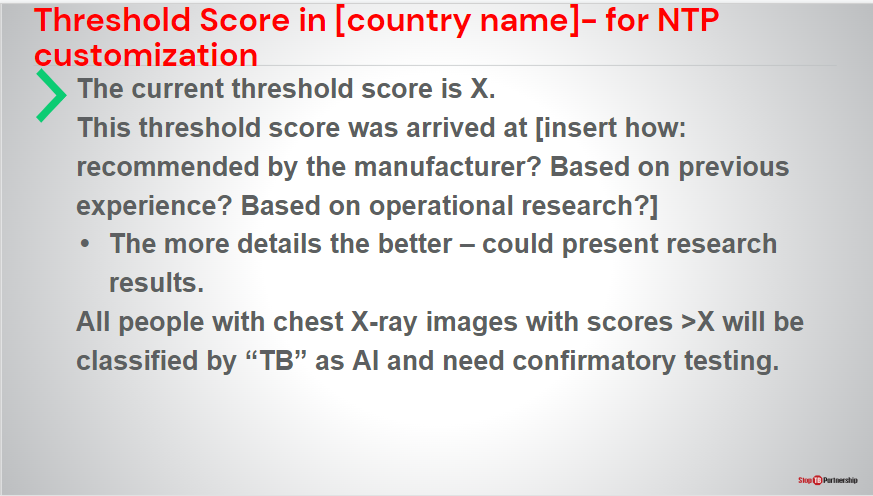 Threshold Score in [country name]- for NTP
customization
The current threshold score is X.
This threshold score was arrived at [insert how:
recommended by the manufacturer? Based on previous
experience? Based on operational research?]
• The more details the better – could present research
results.
All people with chest X-ray images with scores >X will be
classified by “TB” as AI and need confirmatory testing.
Stop TB Partnership